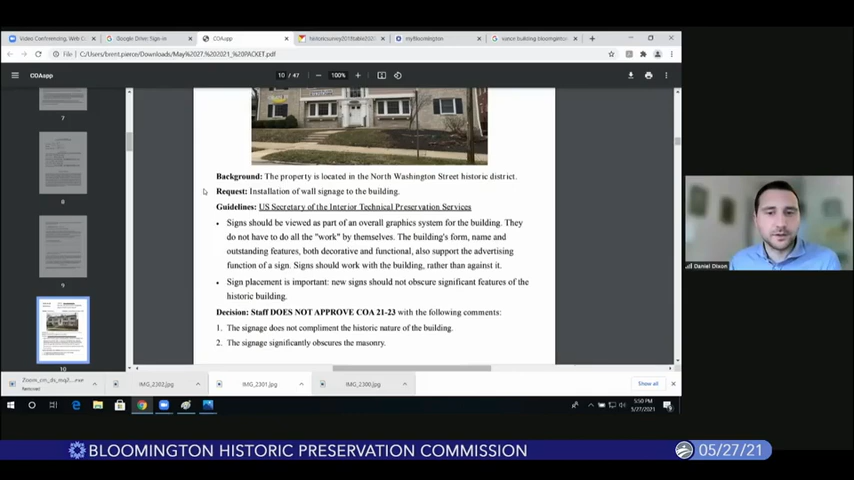 Video Conferencing, Web C
Google Drive: Sign-in
COAapp
historicsurvey2018table2020
myBloomington
vance building bloomington
File
C:/Users/brent.pierce/Downloads/May%2027,%202021_%20PACKET.pdf
COAapp
10 / 47
100%
7
8
9
10
Background: The property is located in the North Washington Street historic district.
Request: Installation of wall signage to the building.
Guidelines: US Secretary of the Interior Technical Preservation Services
• Signs should be viewed as part of an overall graphics system for the building. They
do not have to do all the "work" by themselves. The building's form, name and
outstanding features, both decorative and functional, also support the advertising
function of a sign. Signs should work with the building, rather than against it.
• Sign placement is important: new signs should not obscure significant features of the
historic building.
Decision: Staff DOES NOT APPROVE COA 21-23 with the following comments:
1. The signage does not compliment the historic nature of the building.
2. The signage significantly obscures the masonry.
Daniel Dixon
IMG_2302.jpg
IMG_2301.jpg
IMG_2300.jpg
Show all
5:50 PM
5/27/2021
BLOOMINGTON HISTORIC PRESERVATION COMMISSION
05/27/21